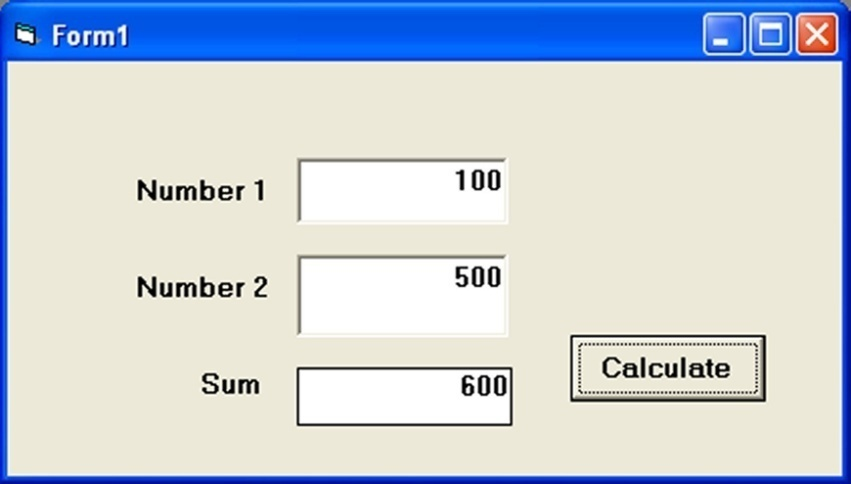 Form1
Number 1 100
Number 2 500
Sum 600
Calculate